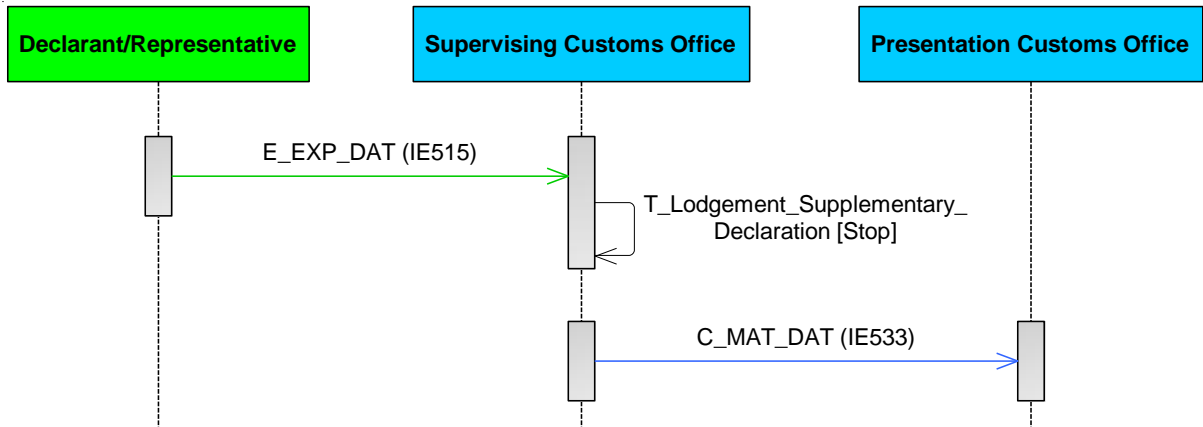 Declarant/Representative
Supervising Customs Office
Presentation Customs Office
E_EXP_DAT (IE515)
T_Lodgement_Supplementary_
Declaration [Stop]
C_MAT_DAT (IE533)